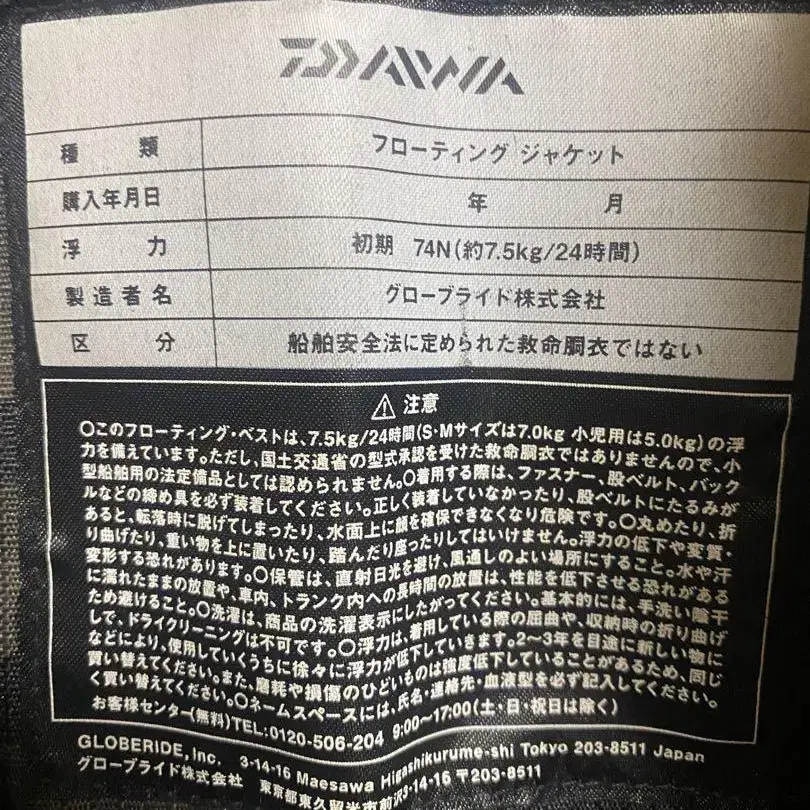 DAIWA
種類 フローティング ジャケット
購入年月日 年 月
浮力 初期 74N(約7.5kg/24時間)
製造者名 グローブライド株式会社
区分 船舶安全法に定められた救命胴衣ではない
⚠ 注意
○このフローティング・ベストは、7.5kg/24時間(S・Mサイズは7.0kg 小児用は5.0kg)の浮
力を備えています。ただし、国土交通省の型式承認を受けた救命胴衣ではありませんので、小
型船舶用の法定備品としては認められません。○着用する際は、ファスナー、股ベルト、バック
ルなどの締め具を必ず装着してください。正しく装着していなかったり、股ベルトにたるみが
あると、転落時に脱げてしまったり、水面上に顔を確保できなくなり危険です。○丸めたり、折
り曲げたり、重い物を上に置いたり、踏んだり座ったりしてはいけません。浮力の低下や変質・
変形する恐れがあります。○保管は、直射日光を避け、風通しのよい場所にすること。水や汗
に濡れたままの放置や、車内、トランク内への長時間の放置は、性能を低下させる恐れがある
ため避けること。○洗濯は、商品の洗濯表示にしたがってください。基本的には、手洗い陰干
しで、ドライクリーニングは不可です。○浮力は、着用している際の屈曲や、収納時の折り曲げ
などにより、使用していくうちに徐々に浮力が低下していきます。2〜3年を目途に新しい物に
買い替えてください。また、磨耗や損傷のひどいものは強度低下していることがあるため、同じ
く買い替えてください。○ネームスペースには、氏名・連絡先・血液型を必ず記入してください。
お客様センター(無料)TEL:0120-506-204 9:00〜17:00(土・日・祝日は除く)
GLOBERIDE,Inc. 3-14-16 Maesawa Higashikurume-shi Tokyo 203-8511 Japan
グローブライド株式会社 東京都東久留米市前沢3-14-16 〒203-8511